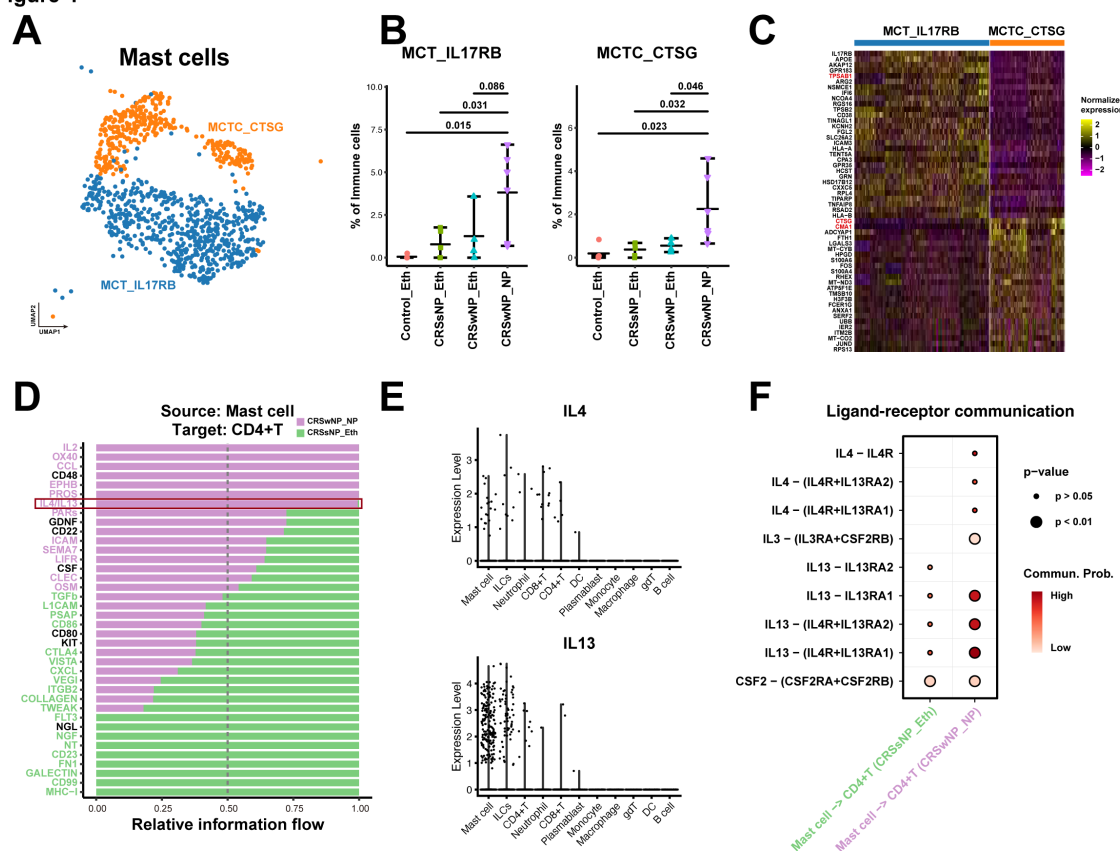 A
Mast cells
MCTC_CTSG
MCT_IL17RB
UMAP2
UMAP1
B
MCT_IL17RB
% of Immune cells
10.0
7.5
5.0
2.5
0.0
0.086
0.031
0.015
Control_Eth
CRSsNP_Eth
CRSwNP_Eth
CRSwNP_NP
MCTC_CTSG
% of Immune cells
6
4
2
0
0.046
0.032
0.023
Control_Eth
CRSsNP_Eth
CRSwNP_Eth
CRSwNP_NP
C
MCT_IL17RB
MCTC_CTSG
IL17RB
APOE
AKAP12
GPR183
TPSAB1
ARG2
NSMCE1
IFI6
NCOA4
RGS16
TPSB2
CD38
TINAGL1
KCNH2
FGL2
SLC26A2
ICAM3
HLA-A
TENT5A
CPA3
GPR35
HCST
GRN
HSD17B12
CXXC5
RPL4
TIPARP
TNFAIP8
RSAD2
HLA-B
CTSG
CMA1
ADCYAP1
FTH1
LGALS3
MT-CYB
HPGD
S100A6
FOS
S100A4
RHEX
MT-ND3
ATP5F1E
TMSB10
H3F3B
FCER1G
ANXA1
SERF2
UBB
IER2
ITM2B
MT-CO2
JUND
RPS13
2
1
0
−1
−2
D
Source: Mast cell
Target: CD4+T
CRSwNP_NP
CRSsNP_Eth
IL2
OX40
CCL
CD48
EPHB
PROS
IL4/IL13
PARs
GDNF
CD22
ICAM
SEMA7
LIFR
CSF
CLEC
OSM
TGFb
L1CAM
PSAP
CD86
CD80
KIT
CTLA4
VISTA
CXCL
VEGI
ITGB2
COLLAGEN
TWEAK
FLT3
NGL
NGF
NT
CD23
FN1
GALECTIN
CD99
MHC-I
0.00
0.25
0.50
0.75
1.00
Relative information flow
E
IL4
Expression Level
3
2
1
0
Mast cell
ILCs
Neutrophil
CD8+T
CD4+T
DC
Plasmablast
Monocyte
Macrophage
gdT
B cell
IL13
Expression Level
4
3
2
1
0
Mast cell
ILCs
CD4+T
Neutrophil
CD8+T
Plasmablast
Monocyte
Macrophage
gdT
DC
B cell
F
Ligand-receptor communication
IL4 − IL4R
IL4 − (IL4R+IL13RA2)
IL4 − (IL4R+IL13RA1)
IL3 − (IL3RA+CSF2RB)
IL13 − IL13RA2
IL13 − IL13RA1
IL13 − (IL4R+IL13RA2)
IL13 − (IL4R+IL13RA1)
CSF2 − (CSF2RA+CSF2RB)
Mast cell -> CD4+T (CRSsNP_Eth)
Mast cell -> CD4+T (CRSwNP_NP)
p-value
p > 0.05
p < 0.01
Commun. Prob.
High
Low